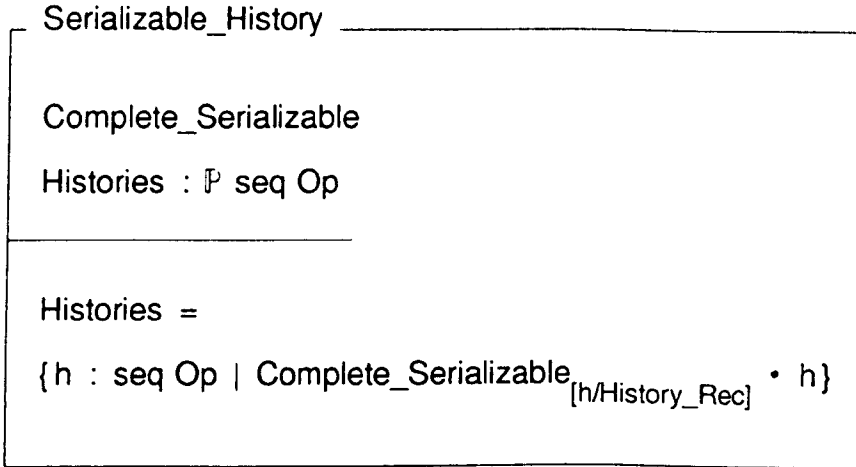 Serializable_History
Complete_Serializable
Histories : ℙ seq Op
Histories =
{h : seq Op | Complete_Serializable[h/History_Rec] • h}